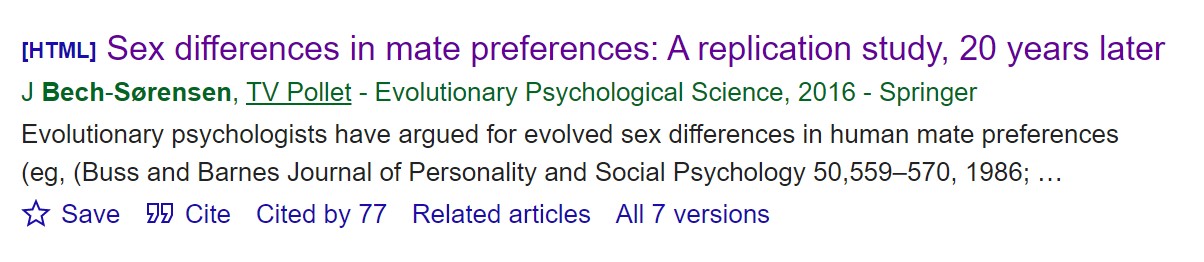 [HTML] Sex differences in mate preferences: A replication study, 20 years later
J Bech-Sørensen, TV Pollet - Evolutionary Psychological Science, 2016 - Springer
Evolutionary psychologists have argued for evolved sex differences in human mate preferences
(eg, (Buss and Barnes Journal of Personality and Social Psychology 50,559–570, 1986; …
Save Cite Cited by 77 Related articles All 7 versions